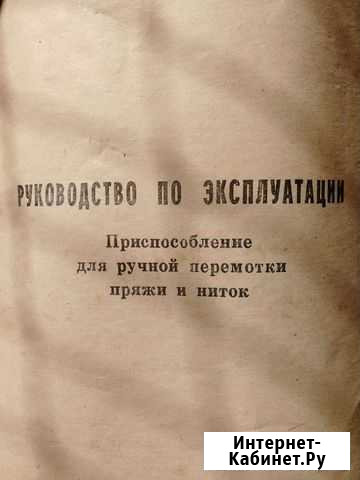 РУКОВОДСТВО ПО ЭКСПЛУАТАЦИИ
Приспособление
для ручной перемотки
пряжи и ниток
Интернет-
Кабинет.Ру